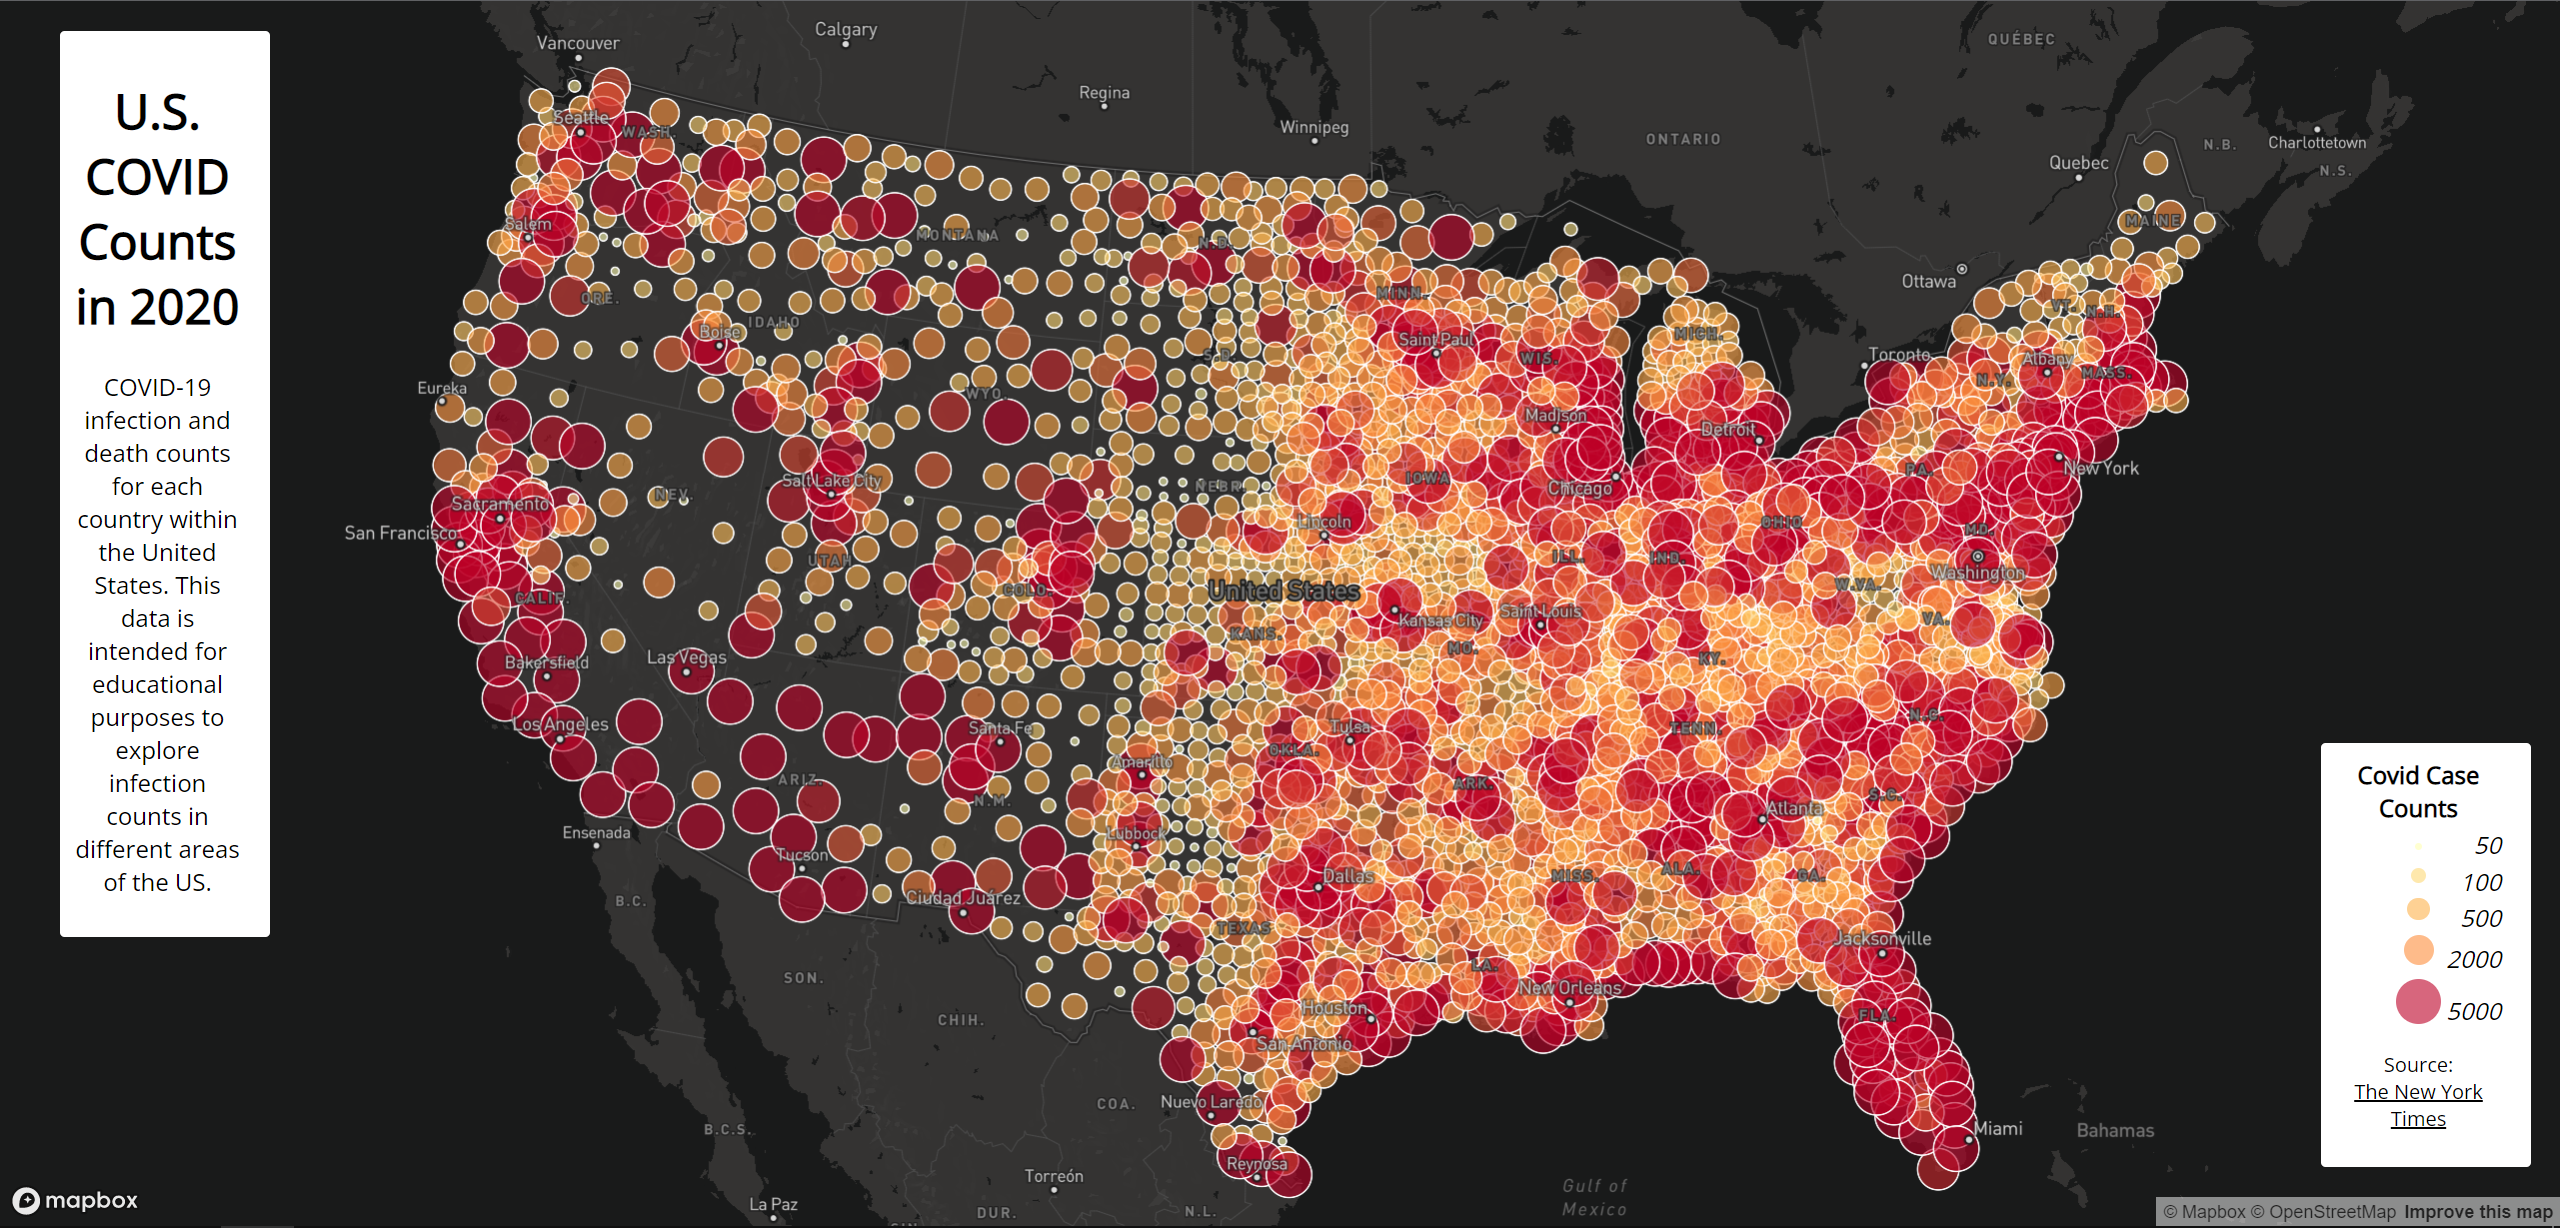 U.S.
COVID
Counts
in 2020
COVID-19
infection and
death counts
for each
country within
the United
States. This
data is
intended for
educational
purposes to
explore
infection
counts in
different areas
of the US.
Vancouver
Calgary
Regina
Winnipeg
ONTARIO
QUÉBEC
Quebec
N.B.
Charlottetown
N.S.
Ottawa
Toronto
Seattle
WASH.
Salem
ORE.
MONTANA
IDAHO
Boise
N.D.
S.D.
MINN.
Saint Paul
WIS.
MICH.
MAINE
VT.
N.H.
Albany
N.Y.
MASS.
Eureka
WYO.
Madison
Detroit
Salt Lake City
NEV.
NEBR.
IOWA
Chicago
PA.
New York
Sacramento
San Francisco
Lincoln
OHIO
MD.
UTAH
COLO.
United States
ILL.
IND.
Washington
W.VA.
CALIF.
KANS.
Kansas City
Saint Louis
VA.
MO.
KY.
Bakersfield
Las Vegas
Los Angeles
Santa Fe
Tulsa
OKLA.
TENN.
N.C.
ARIZ.
N.M.
Amarillo
ARK.
S.C.
Atlanta
Ensenada
Lubbock
Tucson
Dallas
MISS.
ALA.
GA.
B.C.
Ciudad Juárez
TEXAS
Jacksonville
SON.
LA.
New Orleans
CHIH.
Houston
San Antonio
FLA.
COA.
Nuevo Laredo
B.C.S.
Miami
Bahamas
Reynosa
Torreón
La Paz
DUR.
N.L.
Gulf of
Mexico
Covid Case
Counts
50
100
500
2000
5000
Source:
The New York
Times
mapbox
© Mapbox © OpenStreetMap Improve this map